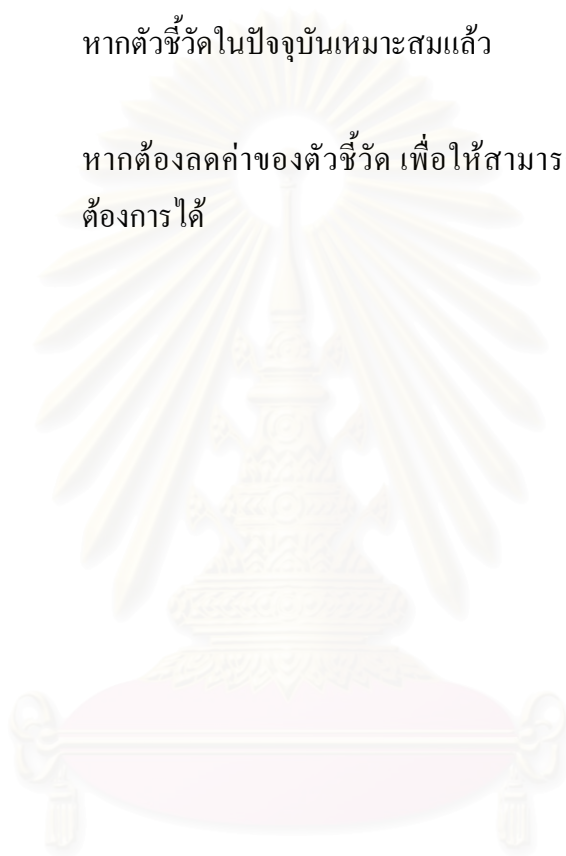 หากตัวชี้วัดในปัจจุบันเหมาะสมแล้ว
หากต้องลดค่าของตัวชี้วัด เพื่อให้สามาร
ต้องการได้